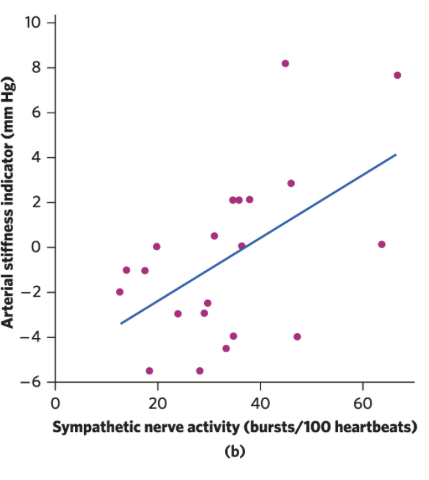 Arterial stiffness indicator (mm Hg)
10
8
6
4
2
0
−2
−4
−6
0 20 40 60
Sympathetic nerve activity (bursts/100 heartbeats)
(b)